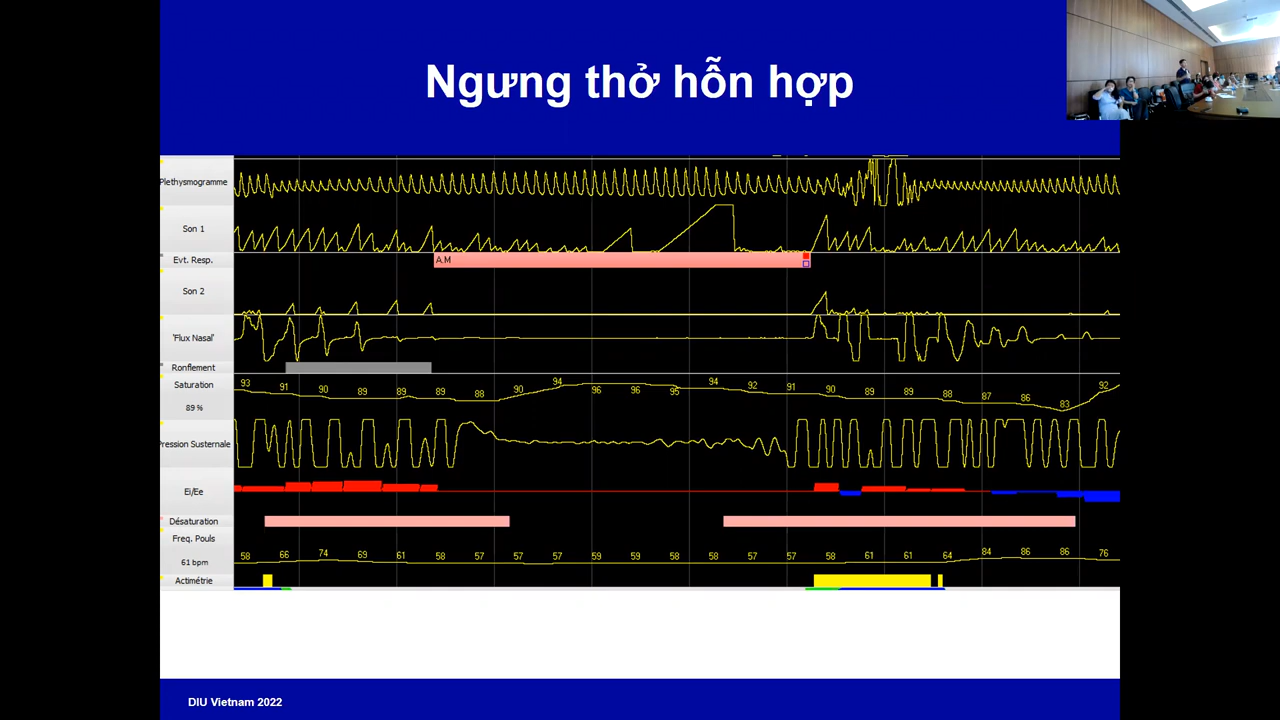 Ngưng thở hỗn hợp
Plethysmogramme
Son 1
Evt. Resp.
A.M
Son 2
'Flux Nasal'
Ronflement
Saturation
93 91 90 89 89 89 88 90 94 96 96 95 94 92 91 90 89 89 88 87 86 83 92
89 %
Pression Susternale
Ei/Ee
Désaturation
Freq. Pouls
58 66 74 69 61 58 57 57 57 59 59 58 58 57 57 58 61 61 64 84 86 86 76
61 bpm
Actimétrie
DIU Vietnam 2022